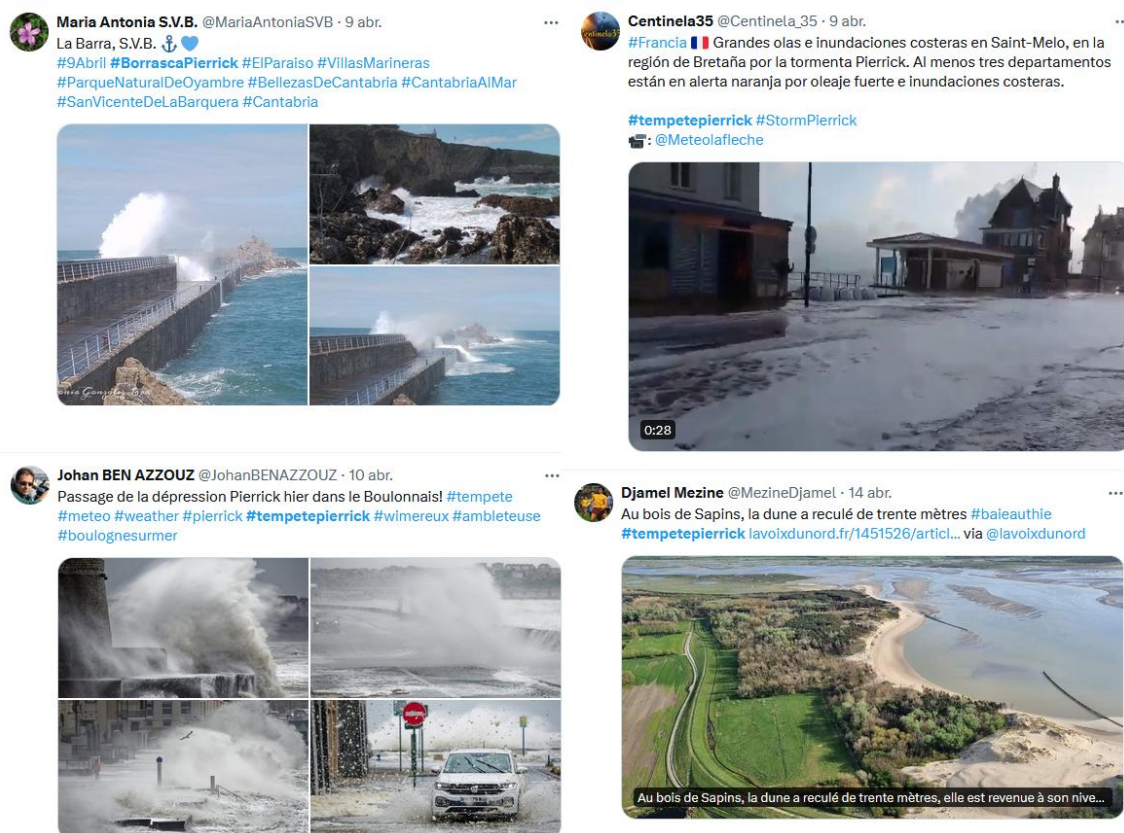 Maria Antonia S.V.B. @MariaAntoniaSVB · 9 abr.
La Barra, S.V.B. ⚓💙
#9Abril #BorrascaPierrick #ElParaiso #VillasMarineras
#ParqueNaturalDeOyambre #BellezasDeCantabria #CantabriaAlMar
#SanVicenteDeLaBarquera #Cantabria
Centinela35 @Centinela_35 · 9 abr.
#Francia 🇫🇷 Grandes olas e inundaciones costeras en Saint-Melo, en la
región de Bretaña por la tormenta Pierrick. Al menos tres departamentos
están en alerta naranja por oleaje fuerte e inundaciones costeras.
#tempetepierrick #StormPierrick
📹: @Meteolafleche
0:28
Johan BEN AZZOUZ @JohanBENAZZOUZ · 10 abr.
Passage de la dépression Pierrick hier dans le Boulonnais! #tempete
#meteo #weather #pierrick #tempetepierrick #wimereux #ambleteuse
#boulognesurmer
Djamel Mezine @MezineDjamel · 14 abr.
Au bois de Sapins, la dune a reculé de trente mètres #baieauthie
#tempetepierrick lavoixdunord.fr/1451526/articl... via @lavoixdunord
Au bois de Sapins, la dune a reculé de trente mètres, elle est revenue à son nive...